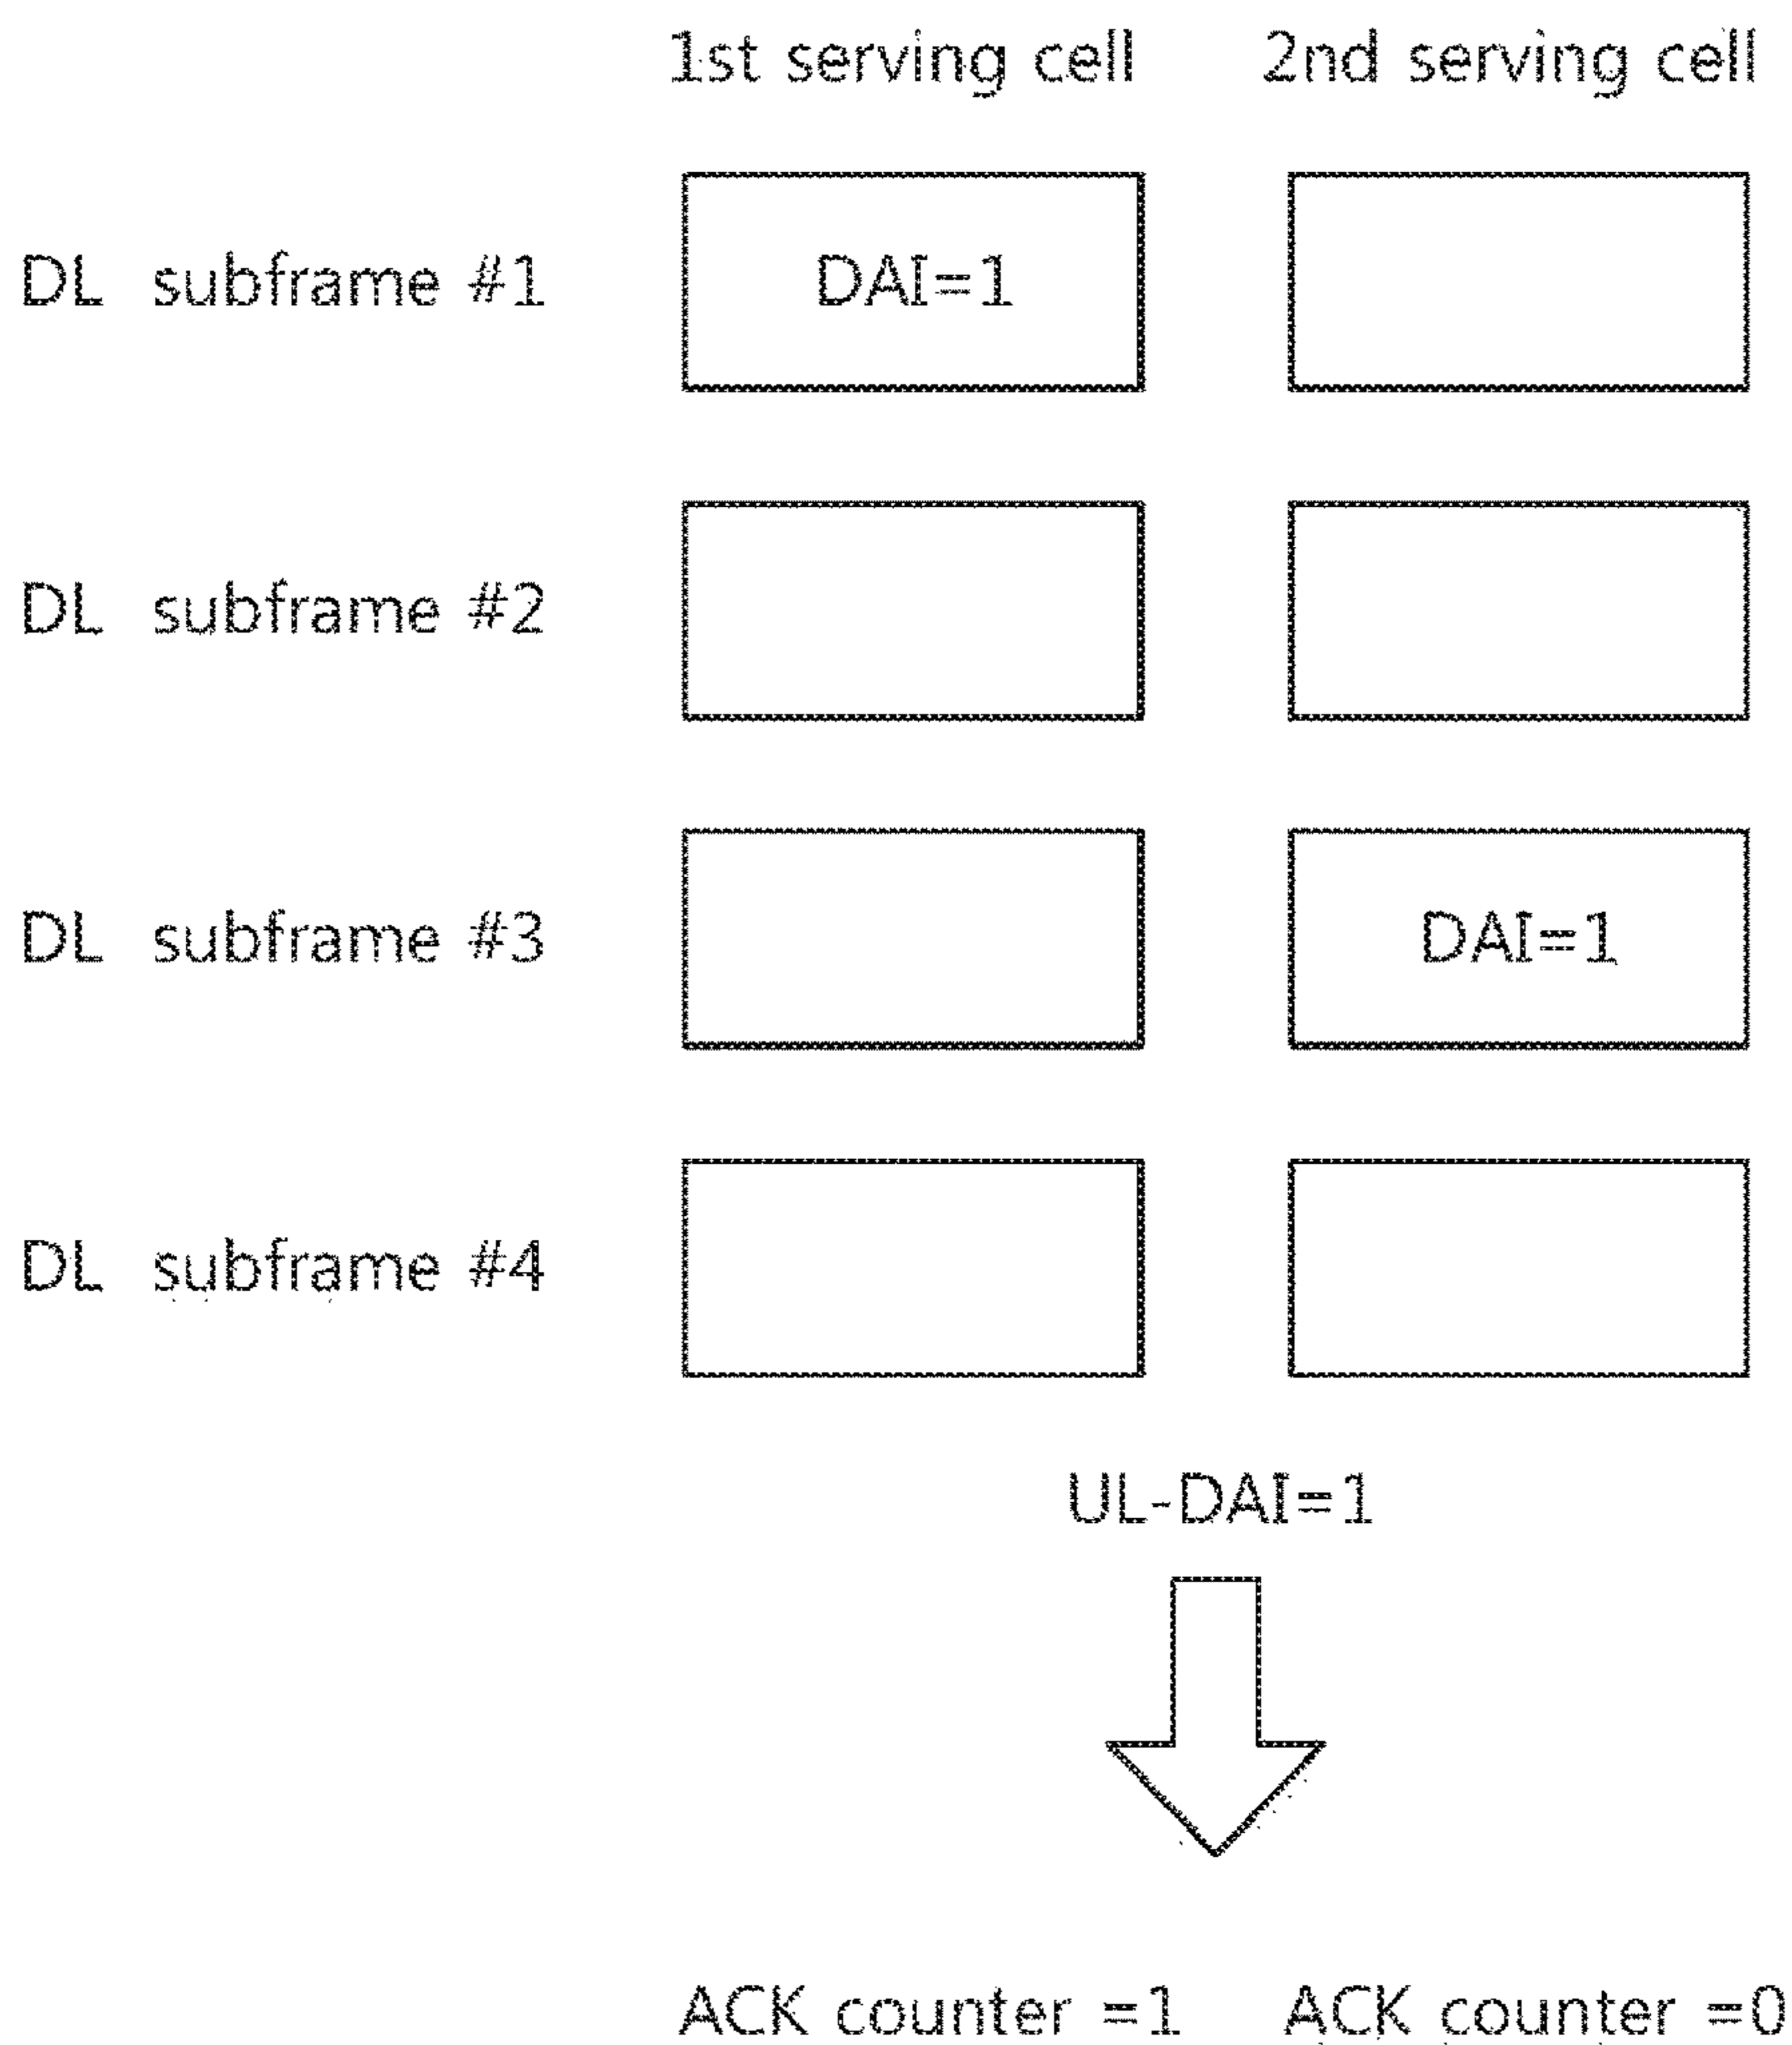 1st serving cell 2nd serving cell
DL subframe #1 DAI=1
DL subframe #2
DL subframe #3 DAI=1
DL subframe #4
UL-DAI=1
ACK counter =1 ACK counter =0